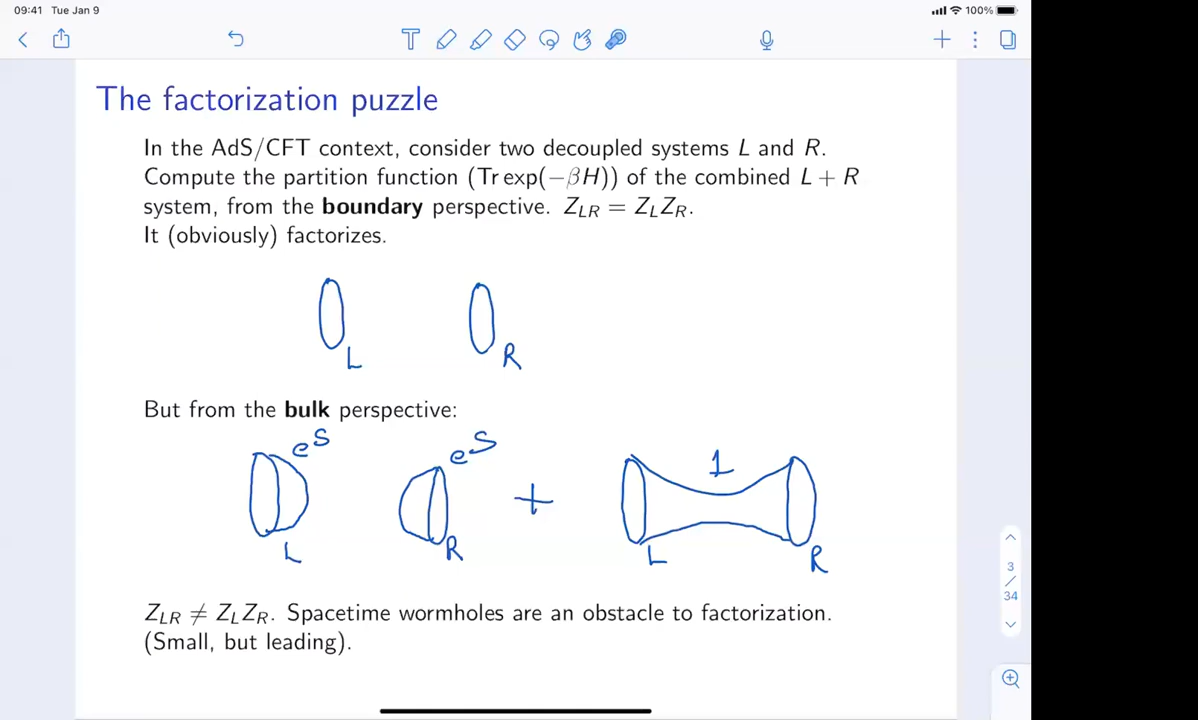 09:41 Tue Jan 9
100%
The factorization puzzle
In the AdS/CFT context, consider two decoupled systems L and R.
Compute the partition function (Tr exp(−βH)) of the combined L + R
system, from the boundary perspective. Z_LR = Z_L Z_R.
It (obviously) factorizes.
L
R
But from the bulk perspective:
e^S
e^S
+
1
L
R
L
R
Z_LR ≠ Z_L Z_R. Spacetime wormholes are an obstacle to factorization.
(Small, but leading).
3
/
34